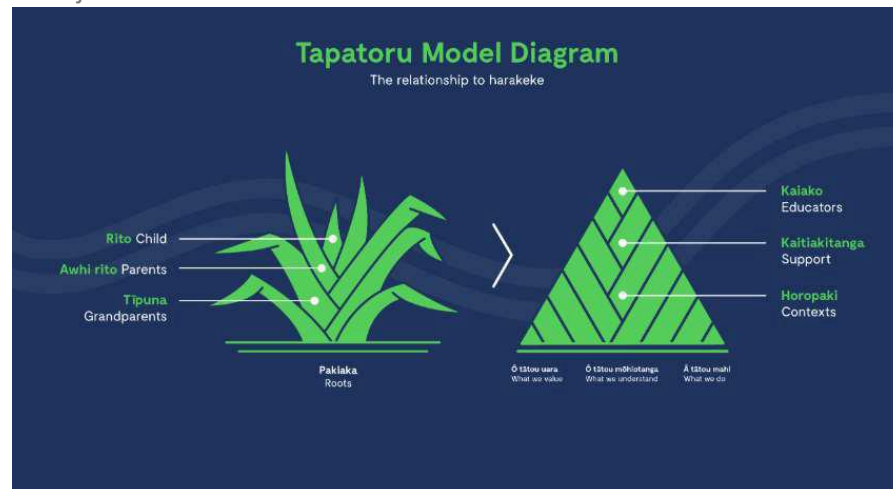 Tapatoru Model Diagram
The relationship to harakeke
Rito Child
Awhi rito Parents
Tīpuna
Grandparents
Pakiaka
Roots
Kaiako
Educators
Kaitiakitanga
Support
Horopaki
Contexts
Ō tātou uara
What we value
Ō tātou mōhiotanga
What we understand
Ā tātou mahi
What we do